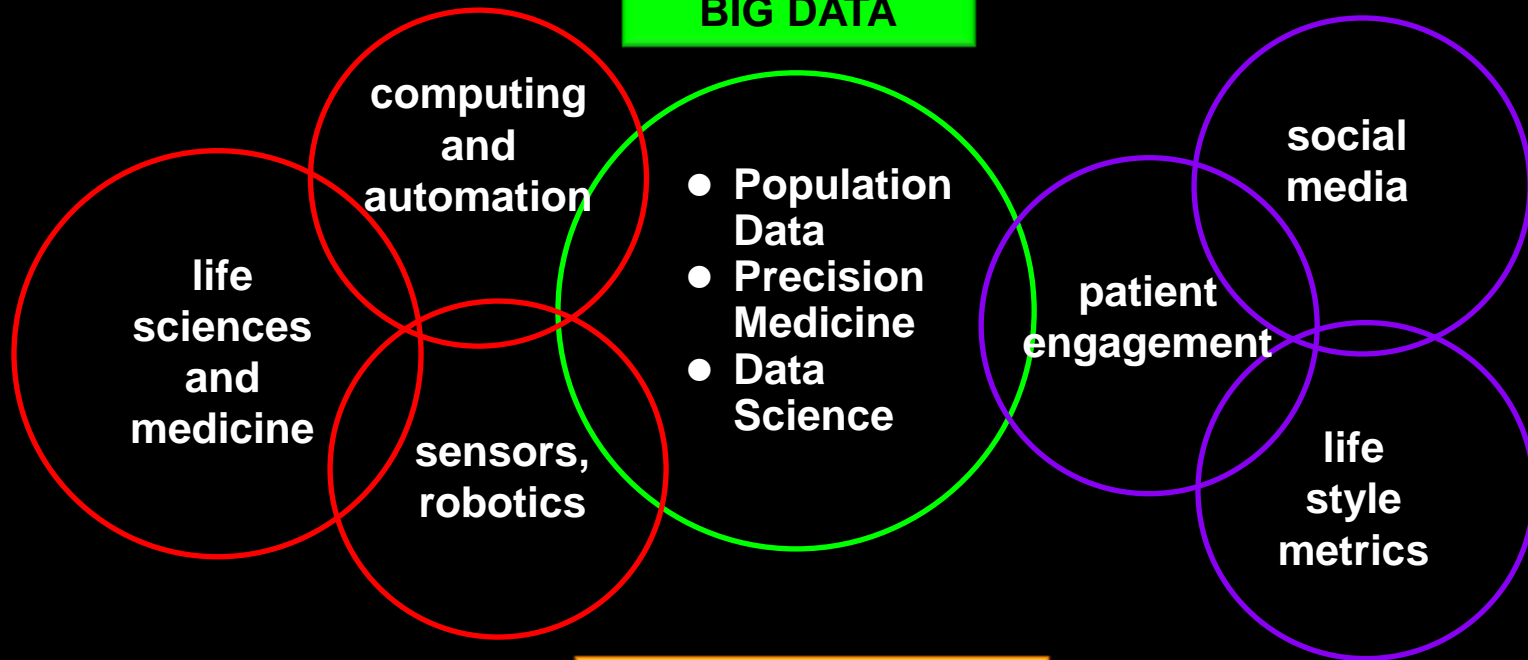 BIG DATA
computing
and
automation
life
sciences
and
medicine
sensors,
robotics
● Population
Data
● Precision
Medicine
● Data
Science
patient
engagement
social
media
life
style
metrics